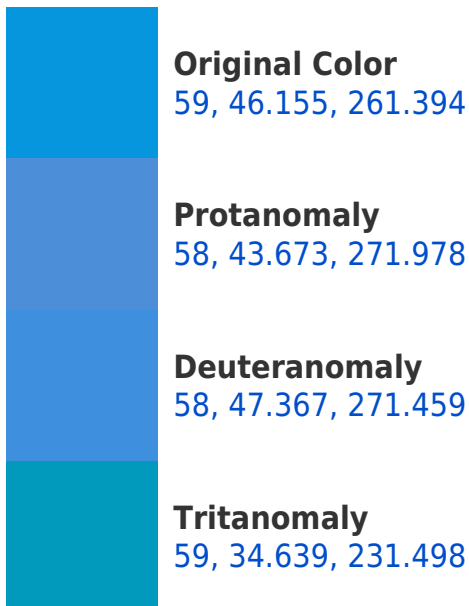 Original Color
59, 46.155, 261.394
Protanomaly
58, 43.673, 271.978
Deuteranomaly
58, 47.367, 271.459
Tritanomaly
59, 34.639, 231.498